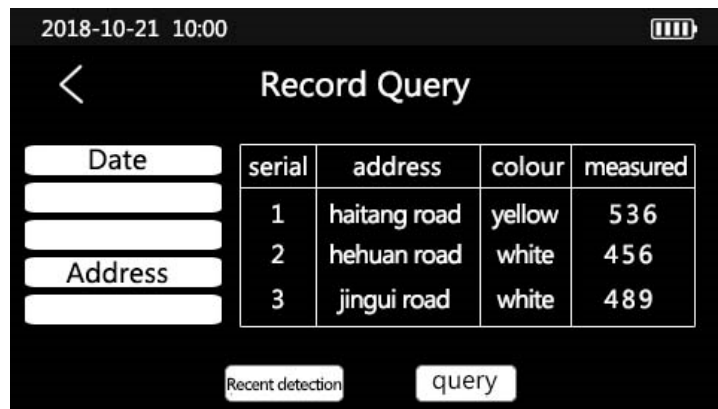 2018-10-21 10:00
Record Query
Date
Address
serial address colour measured
1 haitang road yellow 536
2 hehuan road white 456
3 jingui road white 489
Recent detection query